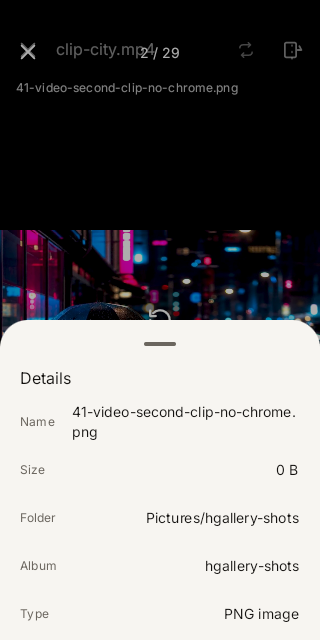 clip-city.mp4
2 / 29
41-video-second-clip-no-chrome.png
Details
Name 41-video-second-clip-no-chrome.
png
Size 0 B
Folder Pictures/hgallery-shots
Album hgallery-shots
Type PNG image